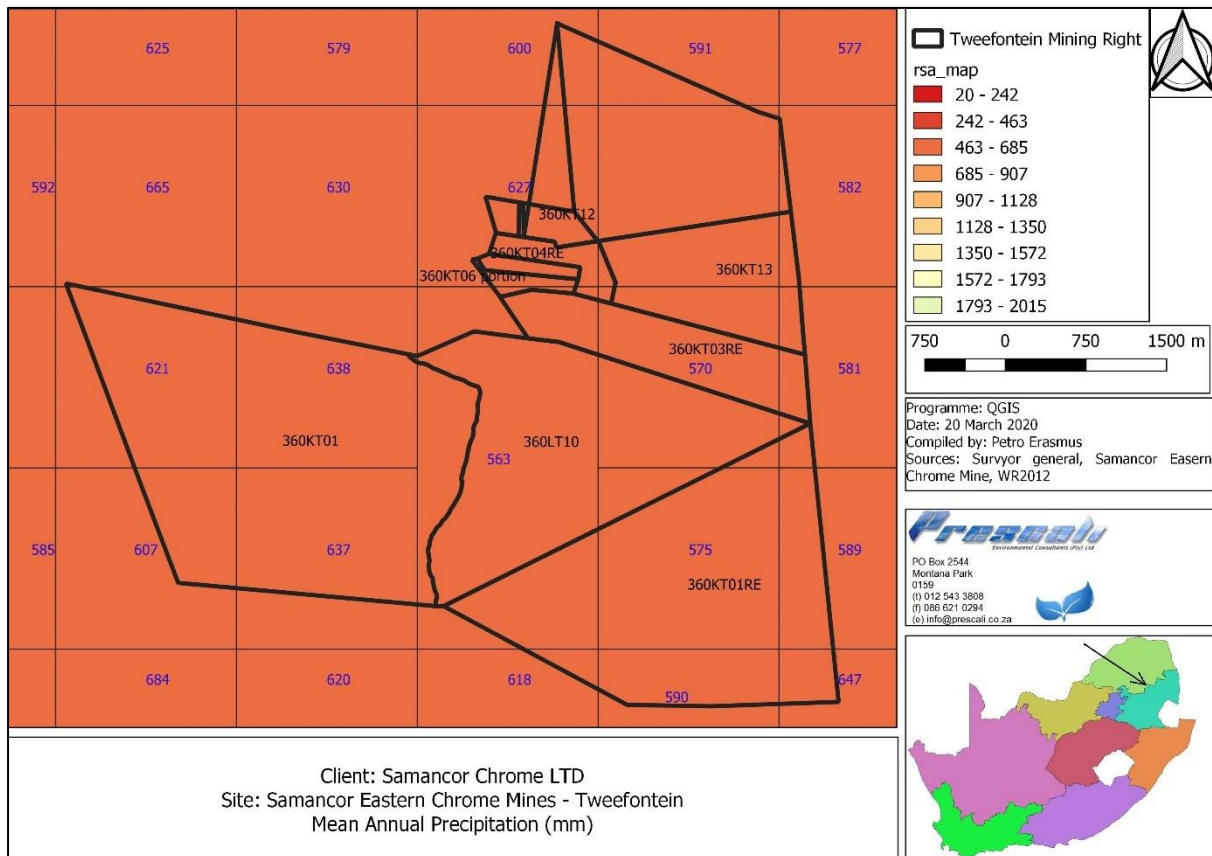 625 579 600 591 577
592 665 630 627 582
360KT12
360KT04RE
360KT13
360KT06 portion
360KT03RE
621 638 570 581
360KT01 360LT10
563
585 607 637 575 589
360KT01RE
684 620 618 590 647
Tweefontein Mining Right
rsa_map
20 - 242
242 - 463
463 - 685
685 - 907
907 - 1128
1128 - 1350
1350 - 1572
1572 - 1793
1793 - 2015
750 0 750 1500 m
Programme: QGIS
Date: 20 March 2020
Compiled by: Petro Erasmus
Sources: Survyor general, Samancor Easern
Chrome Mine, WR2012
Prescali
Environmental Consultants (Pty) Ltd
PO Box 2544
Montana Park
0159
(t) 012 543 3808
(f) 086 621 0294
(e) info@prescali.co.za
Client: Samancor Chrome LTD
Site: Samancor Eastern Chrome Mines - Tweefontein
Mean Annual Precipitation (mm)